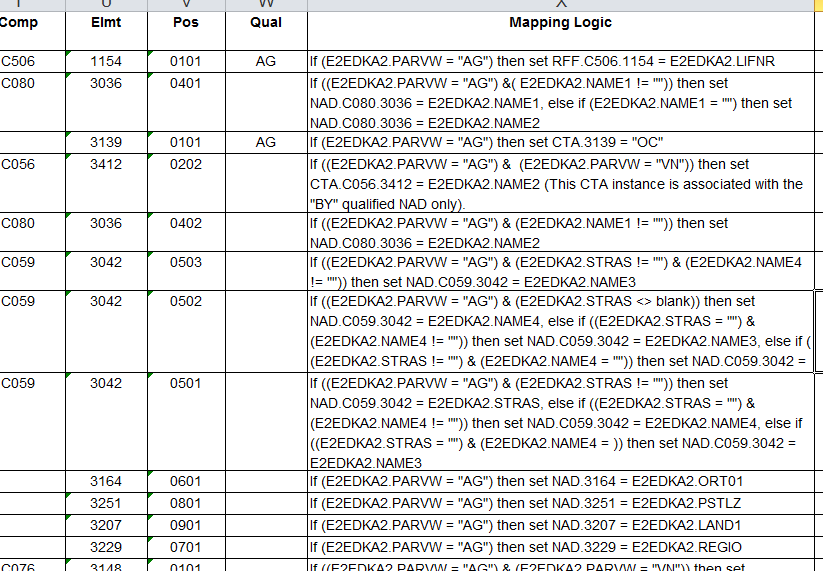 T U V W X
Comp Elmt Pos Qual Mapping Logic
C506 1154 0101 AG If (E2EDKA2.PARVW = "AG") then set RFF.C506.1154 = E2EDKA2.LIFNR
C080 3036 0401 If ((E2EDKA2.PARVW = "AG") &( E2EDKA2.NAME1 != "")) then set
NAD.C080.3036 = E2EDKA2.NAME1, else if (E2EDKA2.NAME1 = "") then set
NAD.C080.3036 = E2EDKA2.NAME2
3139 0101 AG If (E2EDKA2.PARVW = "AG") then set CTA.3139 = "OC"
C056 3412 0202 If ((E2EDKA2.PARVW = "AG") & (E2EDKA2.PARVW = "VN")) then set
CTA.C056.3412 = E2EDKA2.NAME2 (This CTA instance is associated with the
"BY" qualified NAD only).
C080 3036 0402 If ((E2EDKA2.PARVW = "AG") & (E2EDKA2.NAME1 != "")) then set
NAD.C080.3036 = E2EDKA2.NAME2
C059 3042 0503 If ((E2EDKA2.PARVW = "AG") & (E2EDKA2.STRAS != "") & (E2EDKA2.NAME4
!= "")) then set NAD.C059.3042 = E2EDKA2.NAME3
C059 3042 0502 If ((E2EDKA2.PARVW = "AG") & (E2EDKA2.STRAS <> blank)) then set
NAD.C059.3042 = E2EDKA2.NAME4, else if ((E2EDKA2.STRAS = "") &
(E2EDKA2.NAME4 != "")) then set NAD.C059.3042 = E2EDKA2.NAME3, else if (
(E2EDKA2.STRAS != "") & (E2EDKA2.NAME4 = "")) then set NAD.C059.3042 =
C059 3042 0501 If ((E2EDKA2.PARVW = "AG") & (E2EDKA2.STRAS != "")) then set
NAD.C059.3042 = E2EDKA2.STRAS, else if ((E2EDKA2.STRAS = "") &
(E2EDKA2.NAME4 != "")) then set NAD.C059.3042 = E2EDKA2.NAME4, else if
((E2EDKA2.STRAS = "") & (E2EDKA2.NAME4 = )) then set NAD.C059.3042 =
E2EDKA2.NAME3
3164 0601 If (E2EDKA2.PARVW = "AG") then set NAD.3164 = E2EDKA2.ORT01
3251 0801 If (E2EDKA2.PARVW = "AG") then set NAD.3251 = E2EDKA2.PSTLZ
3207 0901 If (E2EDKA2.PARVW = "AG") then set NAD.3207 = E2EDKA2.LAND1
3229 0701 If (E2EDKA2.PARVW = "AG") then set NAD.3229 = E2EDKA2.REGIO
C076 3148 0101 If ((E2EDKA2.PARVW = "AG") & (E2EDKA2.PARVW = "VN")) then set